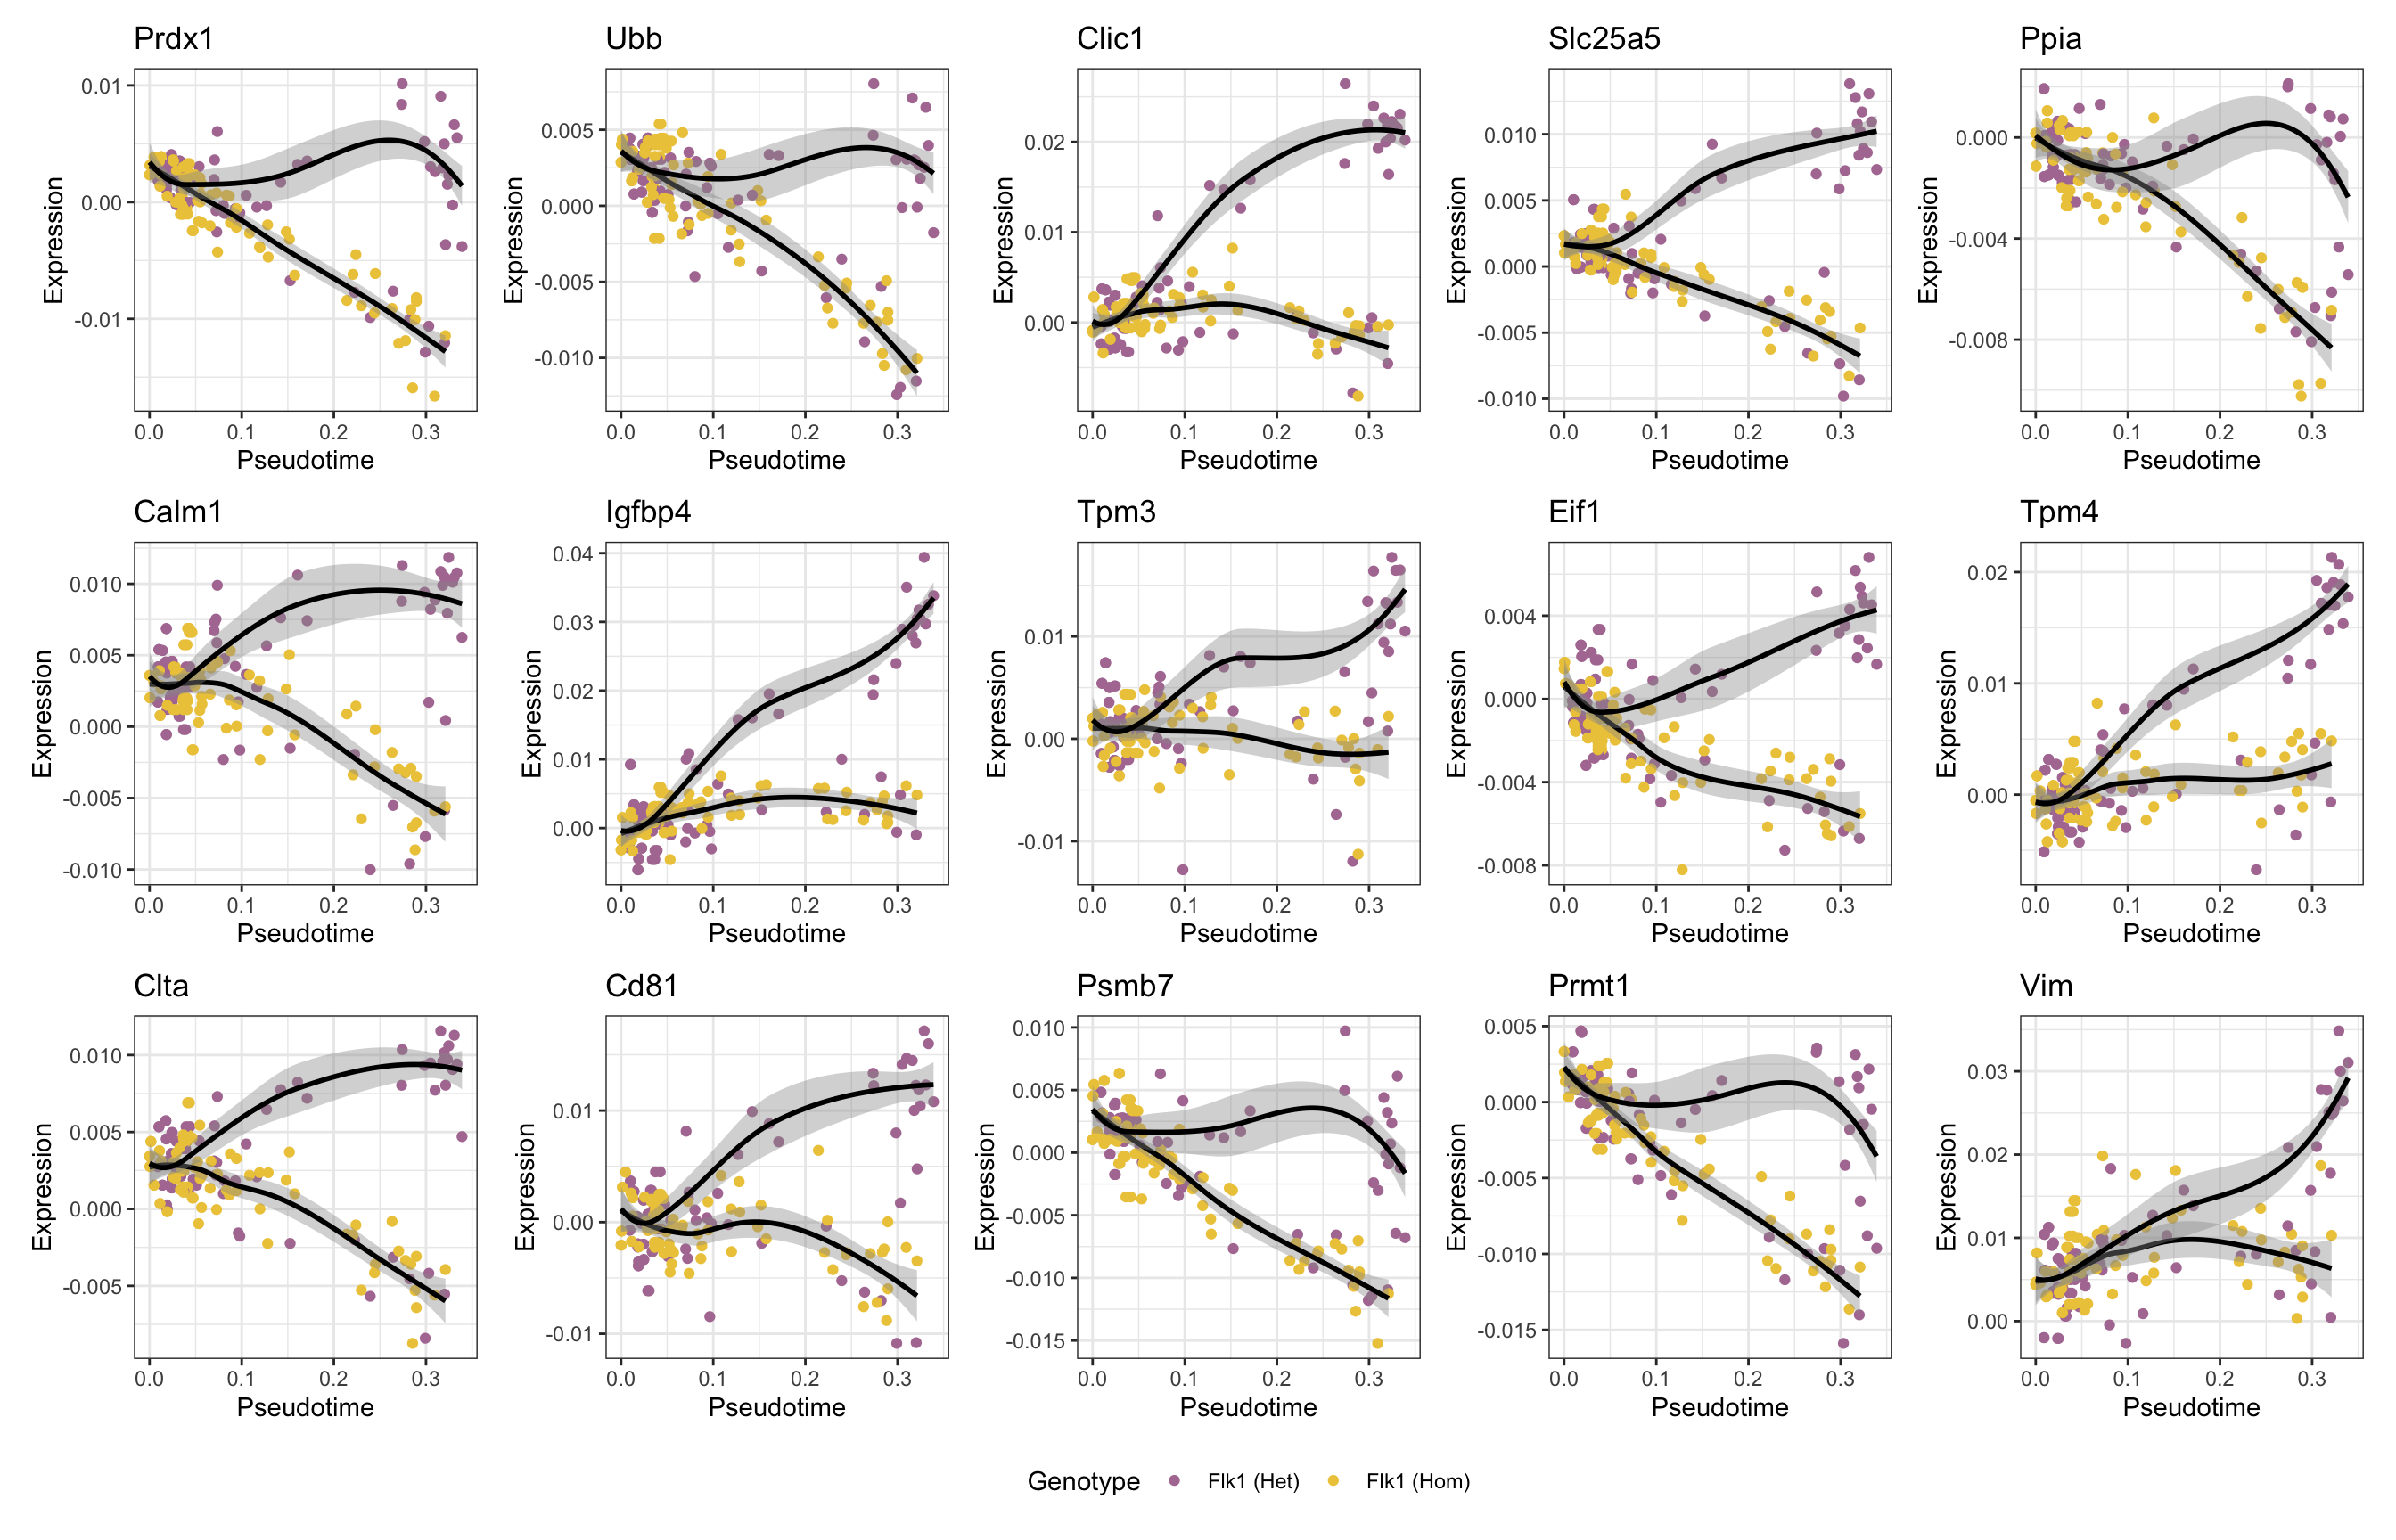 Prdx1 Ubb Clic1 Slc25a5 Ppia
0.01 0.00 -0.01 Expression 0.0 0.1 0.2 0.3 Pseudotime
0.005 0.000 -0.005 -0.010 Expression 0.0 0.1 0.2 0.3 Pseudotime
0.02 0.01 0.00 Expression 0.0 0.1 0.2 0.3 Pseudotime
0.010 0.005 0.000 -0.005 -0.010 Expression 0.0 0.1 0.2 0.3 Pseudotime
0.000 -0.004 -0.008 Expression 0.0 0.1 0.2 0.3 Pseudotime
Calm1 Igfbp4 Tpm3 Eif1 Tpm4
0.010 0.005 0.000 -0.005 -0.010 Expression 0.0 0.1 0.2 0.3 Pseudotime
0.04 0.03 0.02 0.01 0.00 Expression 0.0 0.1 0.2 0.3 Pseudotime
0.01 0.00 -0.01 Expression 0.0 0.1 0.2 0.3 Pseudotime
0.004 0.000 -0.004 -0.008 Expression 0.0 0.1 0.2 0.3 Pseudotime
0.02 0.01 0.00 Expression 0.0 0.1 0.2 0.3 Pseudotime
Clta Cd81 Psmb7 Prmt1 Vim
0.010 0.005 0.000 -0.005 Expression 0.0 0.1 0.2 0.3 Pseudotime
0.01 0.00 -0.01 Expression 0.0 0.1 0.2 0.3 Pseudotime
0.010 0.005 0.000 -0.005 -0.010 -0.015 Expression 0.0 0.1 0.2 0.3 Pseudotime
0.005 0.000 -0.005 -0.010 -0.015 Expression 0.0 0.1 0.2 0.3 Pseudotime
0.03 0.02 0.01 0.00 Expression 0.0 0.1 0.2 0.3 Pseudotime
Genotype Flk1 (Het) Flk1 (Hom)